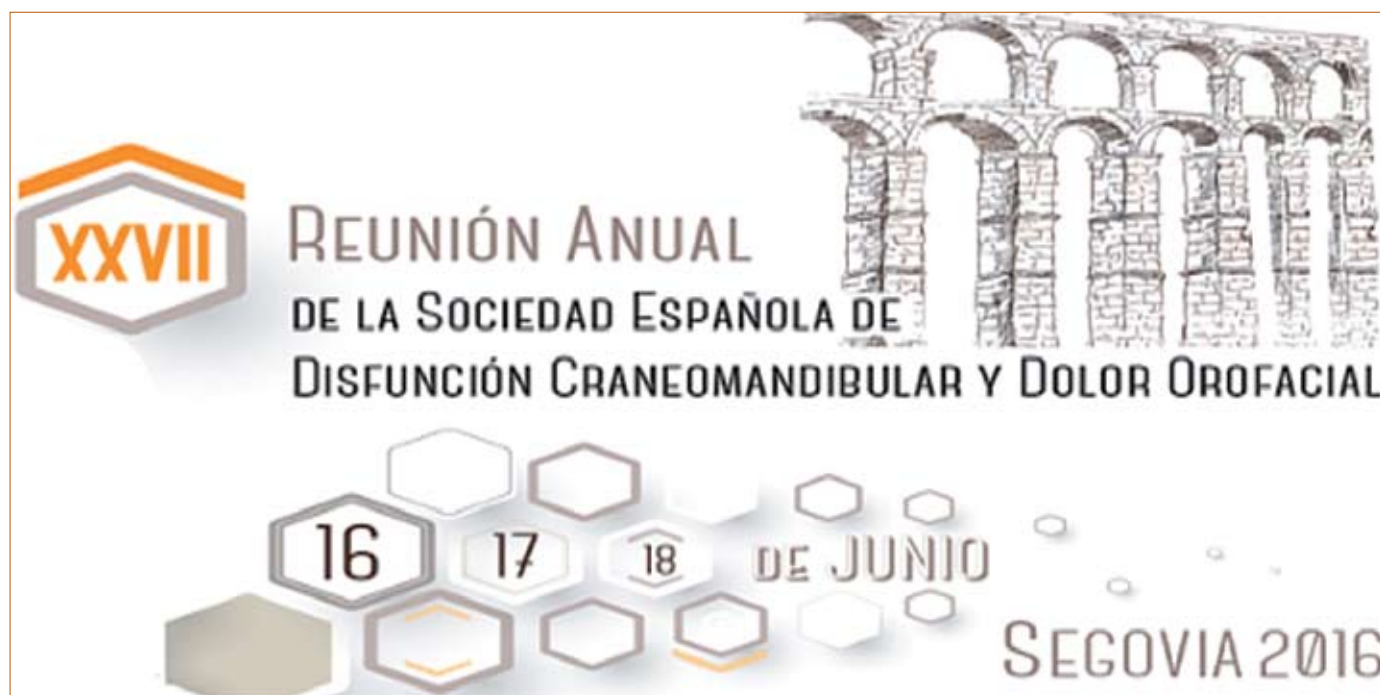 XXVII
REUNIÓN ANUAL
DE LA SOCIEDAD ESPAÑOLA DE
DISFUNCIÓN CRANEOMANDIBULAR Y DOLOR OROFACIAL
16 17 18 DE JUNIO
SEGOVIA 2016